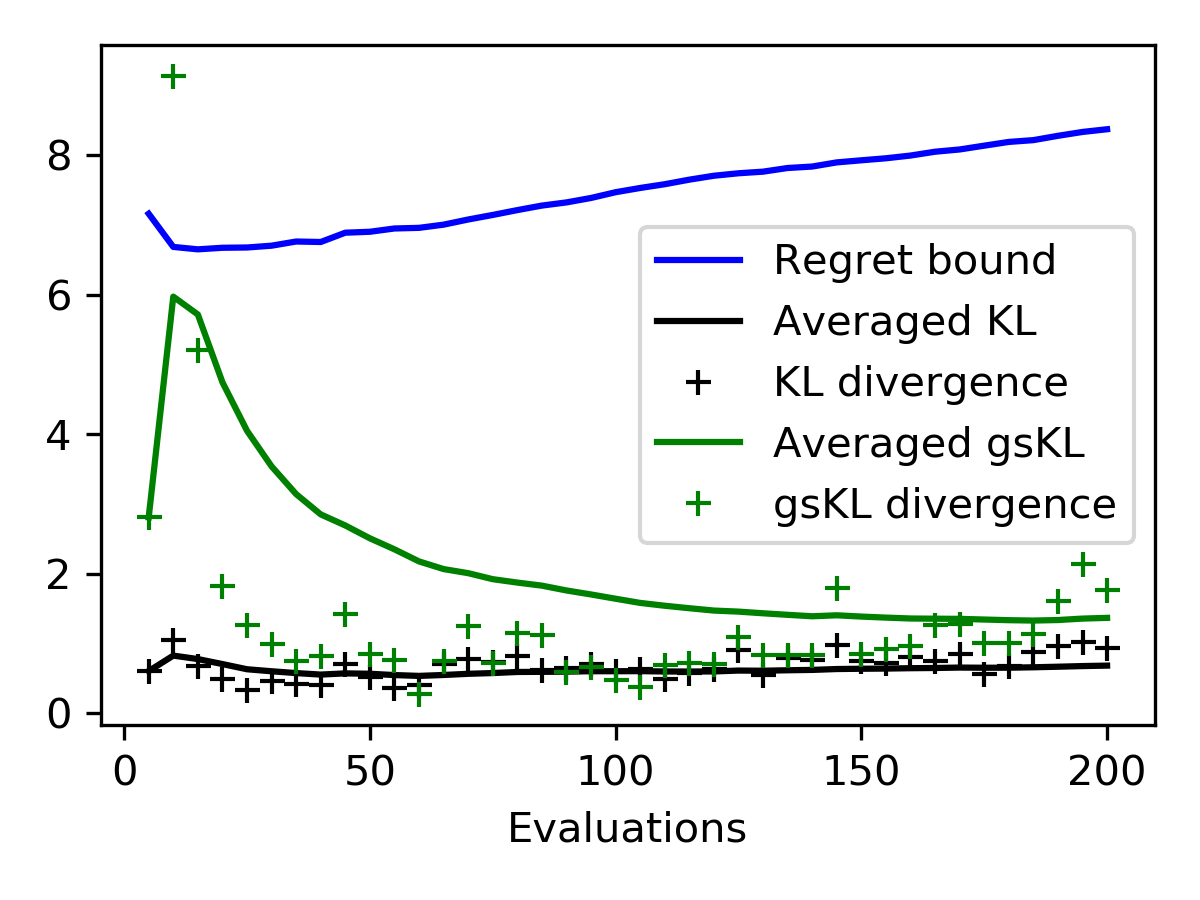 8
6
4
2
0
Regret bound
Averaged KL
KL divergence
Averaged gsKL
gsKL divergence
0 50 100 150 200
Evaluations